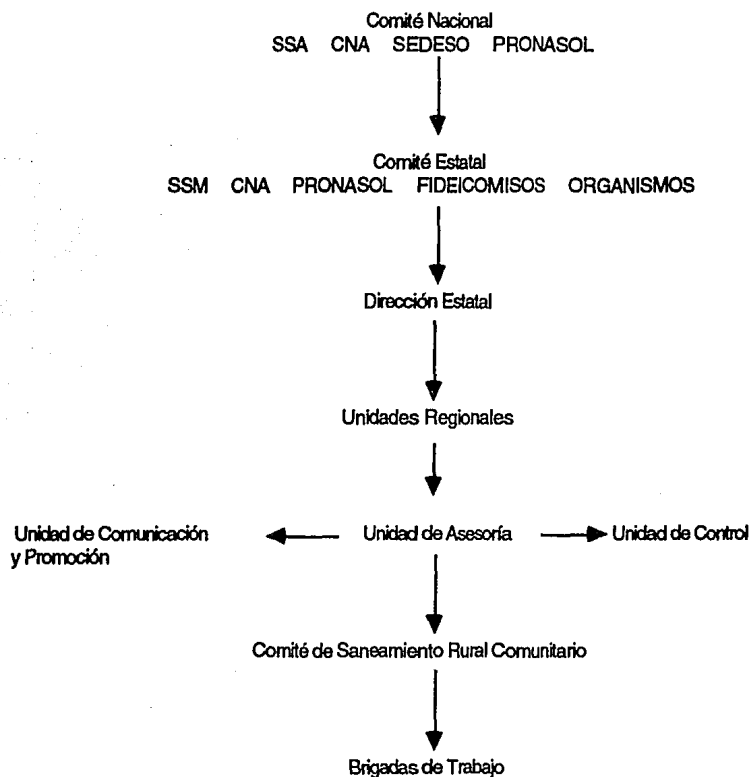 Comité Nacional
SSA CNA SEDESO PRONASOL
Comité Estatal
SSM CNA PRONASOL FIDEICOMISOS ORGANISMOS
Dirección Estatal
Unidades Regionales
Unidad de Comunicación Unidad de Asesoría Unidad de Control
y Promoción
Comité de Saneamiento Rural Comunitario
Brigadas de Trabajo